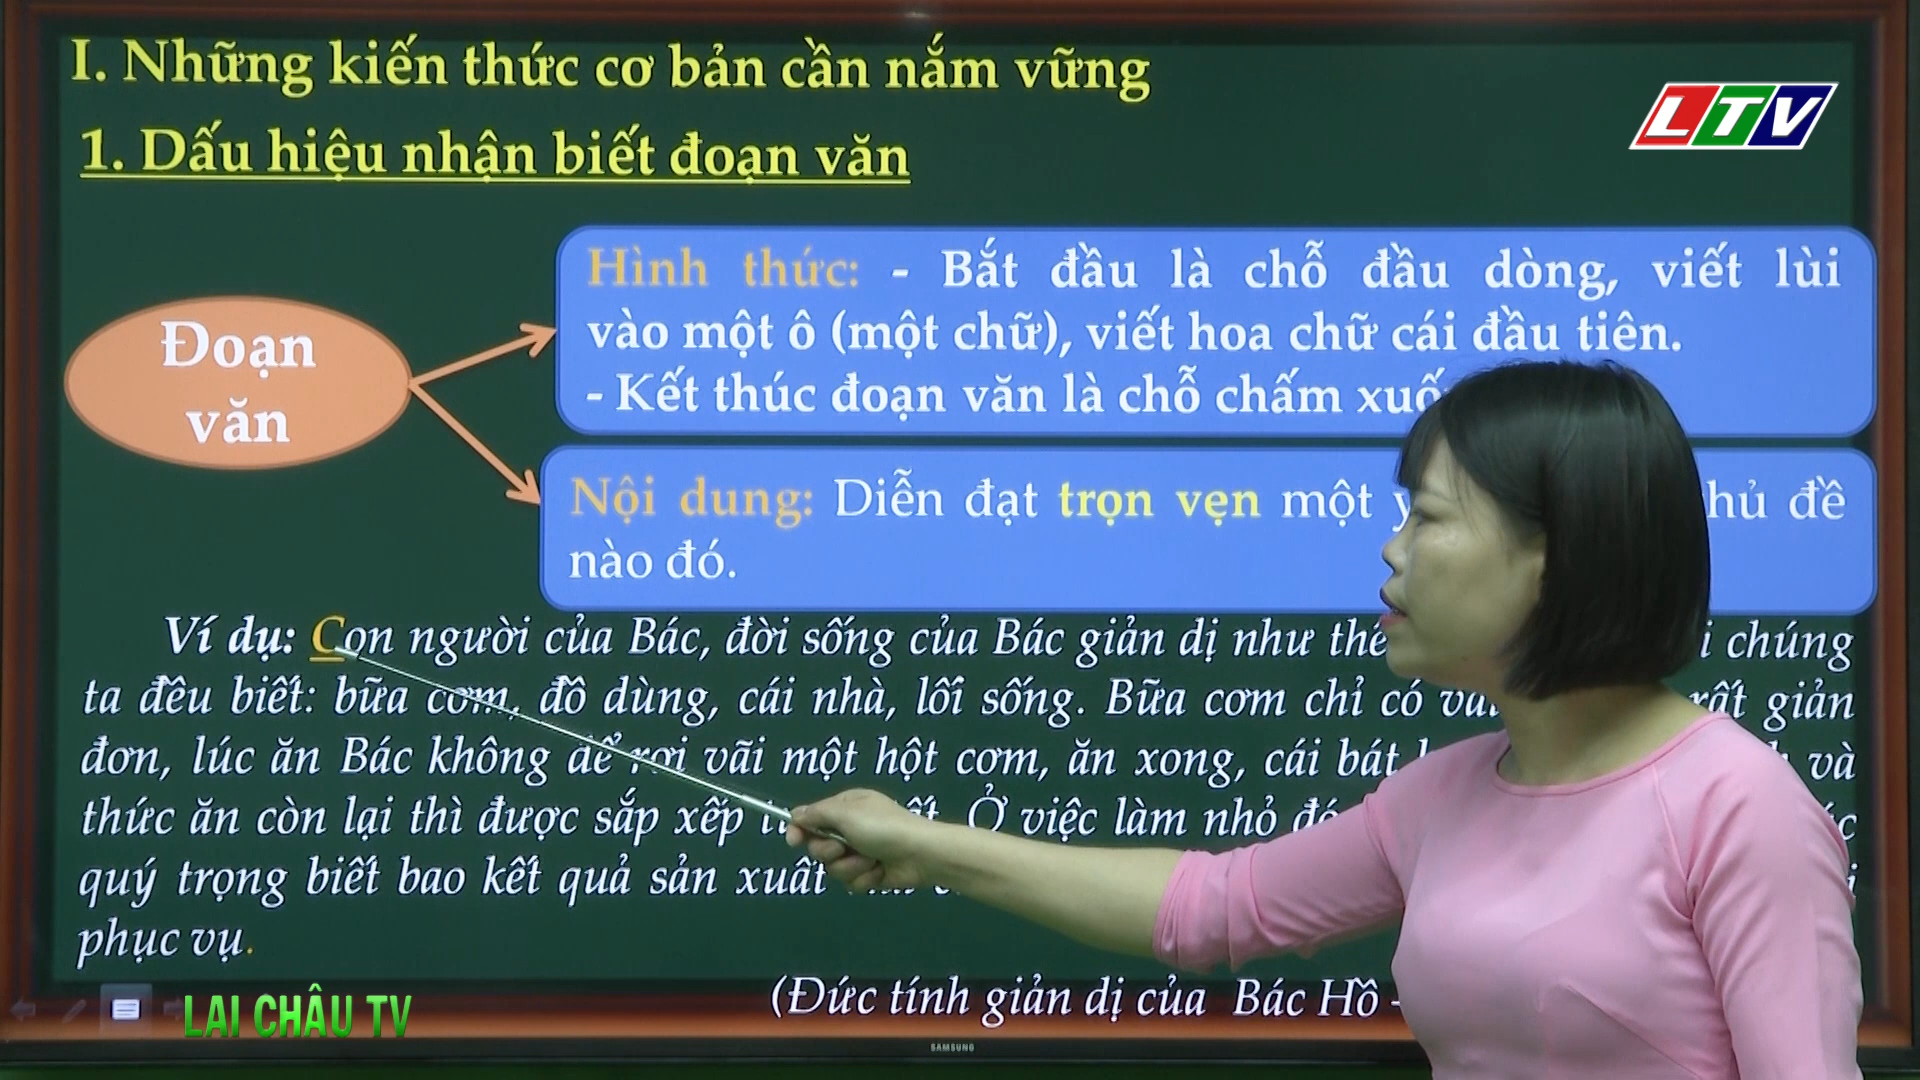 I. Những kiến thức cơ bản cần nắm vững
LTV
1. Dấu hiệu nhận biết đoạn văn
Đoạn
văn
Hình thức: - Bắt đầu là chỗ đầu dòng, viết lùi
vào một ô (một chữ), viết hoa chữ cái đầu tiên.
- Kết thúc đoạn văn là chỗ chấm
Nội dung: Diễn đạt trọn vẹn một đề
nào đó.
Ví dụ: Con người của Bác, đời sống của Bác giản dị như chúng
ta đều biết: bữa cơm, đồ dùng, cái nhà, lối sống. Bữa cơm chỉ có rất giản
đơn, lúc ăn Bác không để rơi vãi một hột cơm, ăn xong, cái bát và
thức ăn còn lại thì được sắp xếp Ở việc làm nhỏ
quý trọng biết bao kết quả sản xuất
phục vụ.
(Đức tính giản dị của Bác Hồ -
LAI CHÂU TV
SAMSUNG